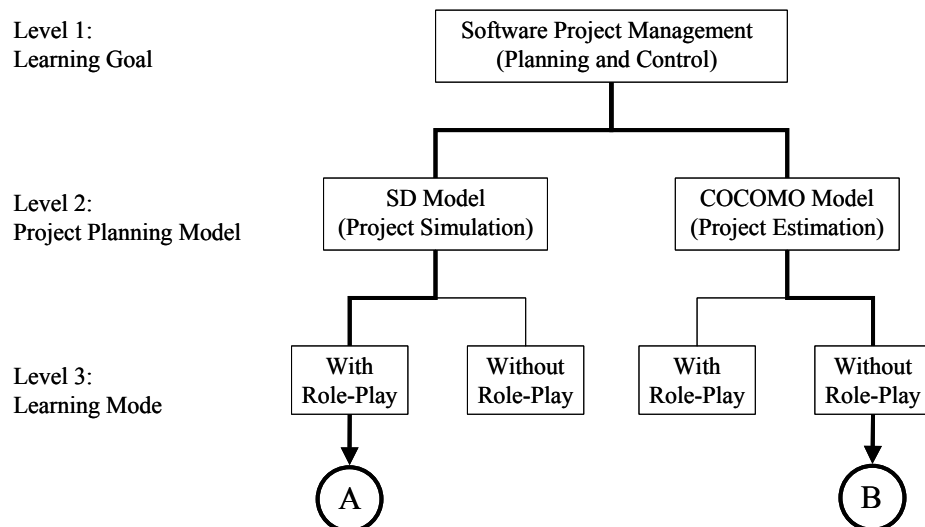 Level 1:
Learning Goal
Software Project Management
(Planning and Control)
Level 2:
Project Planning Model
SD Model
(Project Simulation)
COCOMO Model
(Project Estimation)
Level 3:
Learning Mode
With
Role-Play
Without
Role-Play
With
Role-Play
Without
Role-Play
A
B